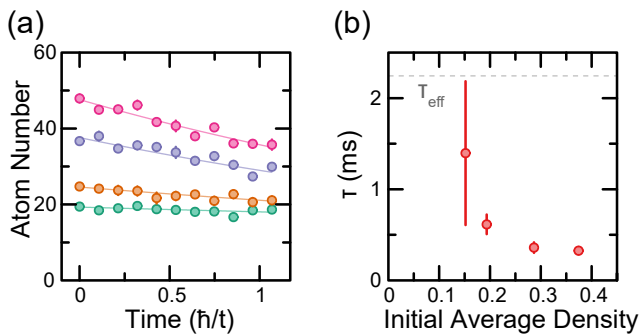 (a)
60
40
20
0
Atom Number
0
0.5
1
Time (ħ/t)
(b)
2
1
0
τ (ms)
τeff
0
0.1
0.2
0.3
0.4
Initial Average Density